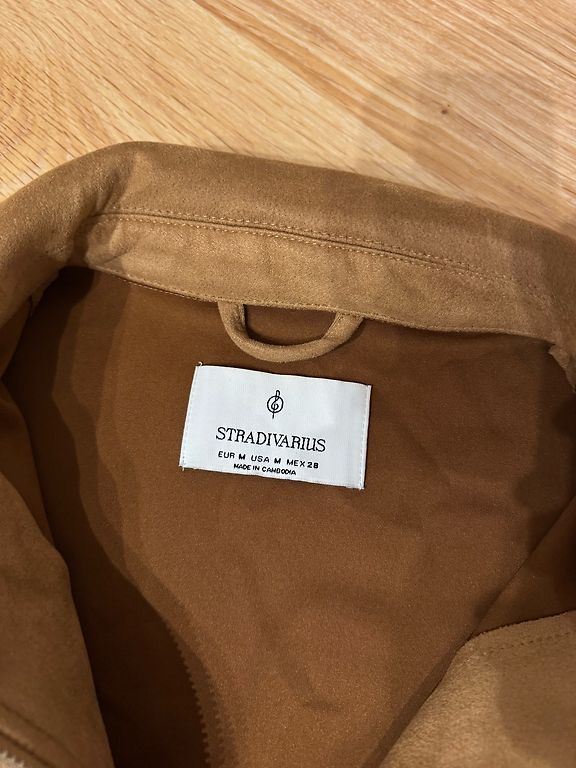 STRADIVARIUS
EUR M USA M MEX 28
MADE IN CAMBODIA